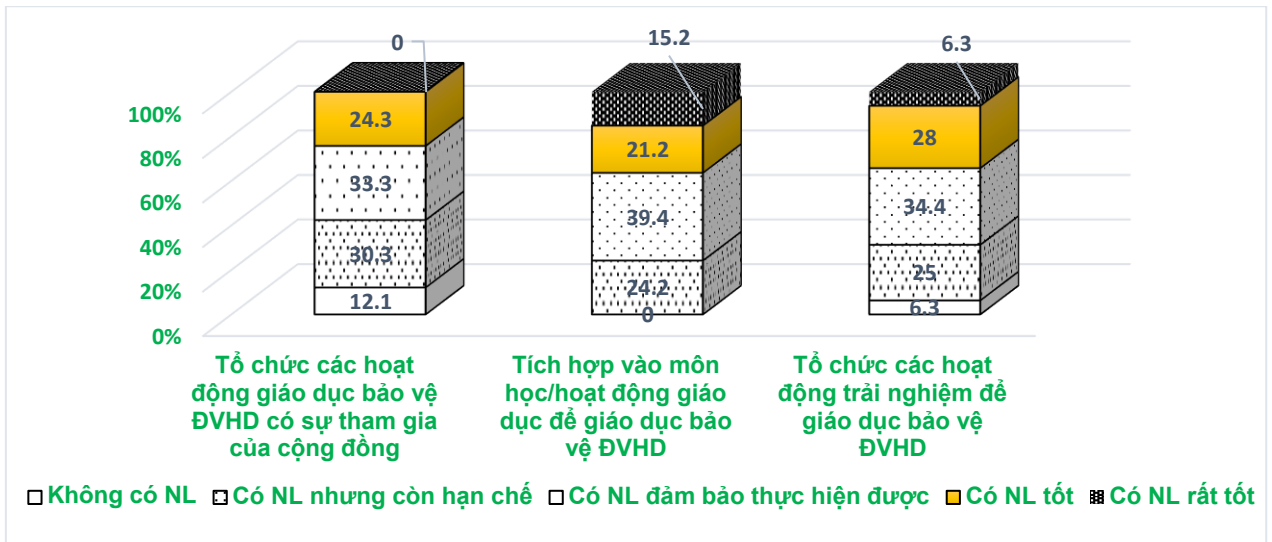 0
15.2
6.3
100%
80%
60%
40%
20%
0%
24.3
33.3
30.3
12.1
21.2
39.4
24.2
0
28
34.4
25
6.3
Tổ chức các hoạt
động giáo dục bảo vệ
ĐVHD có sự tham gia
của cộng đồng
Tích hợp vào môn
học/hoạt động giáo
dục để giáo dục bảo
vệ ĐVHD
Tổ chức các hoạt
động trải nghiệm để
giáo dục bảo vệ
ĐVHD
Không có NL Có NL nhưng còn hạn chế Có NL đảm bảo thực hiện được Có NL tốt Có NL rất tốt